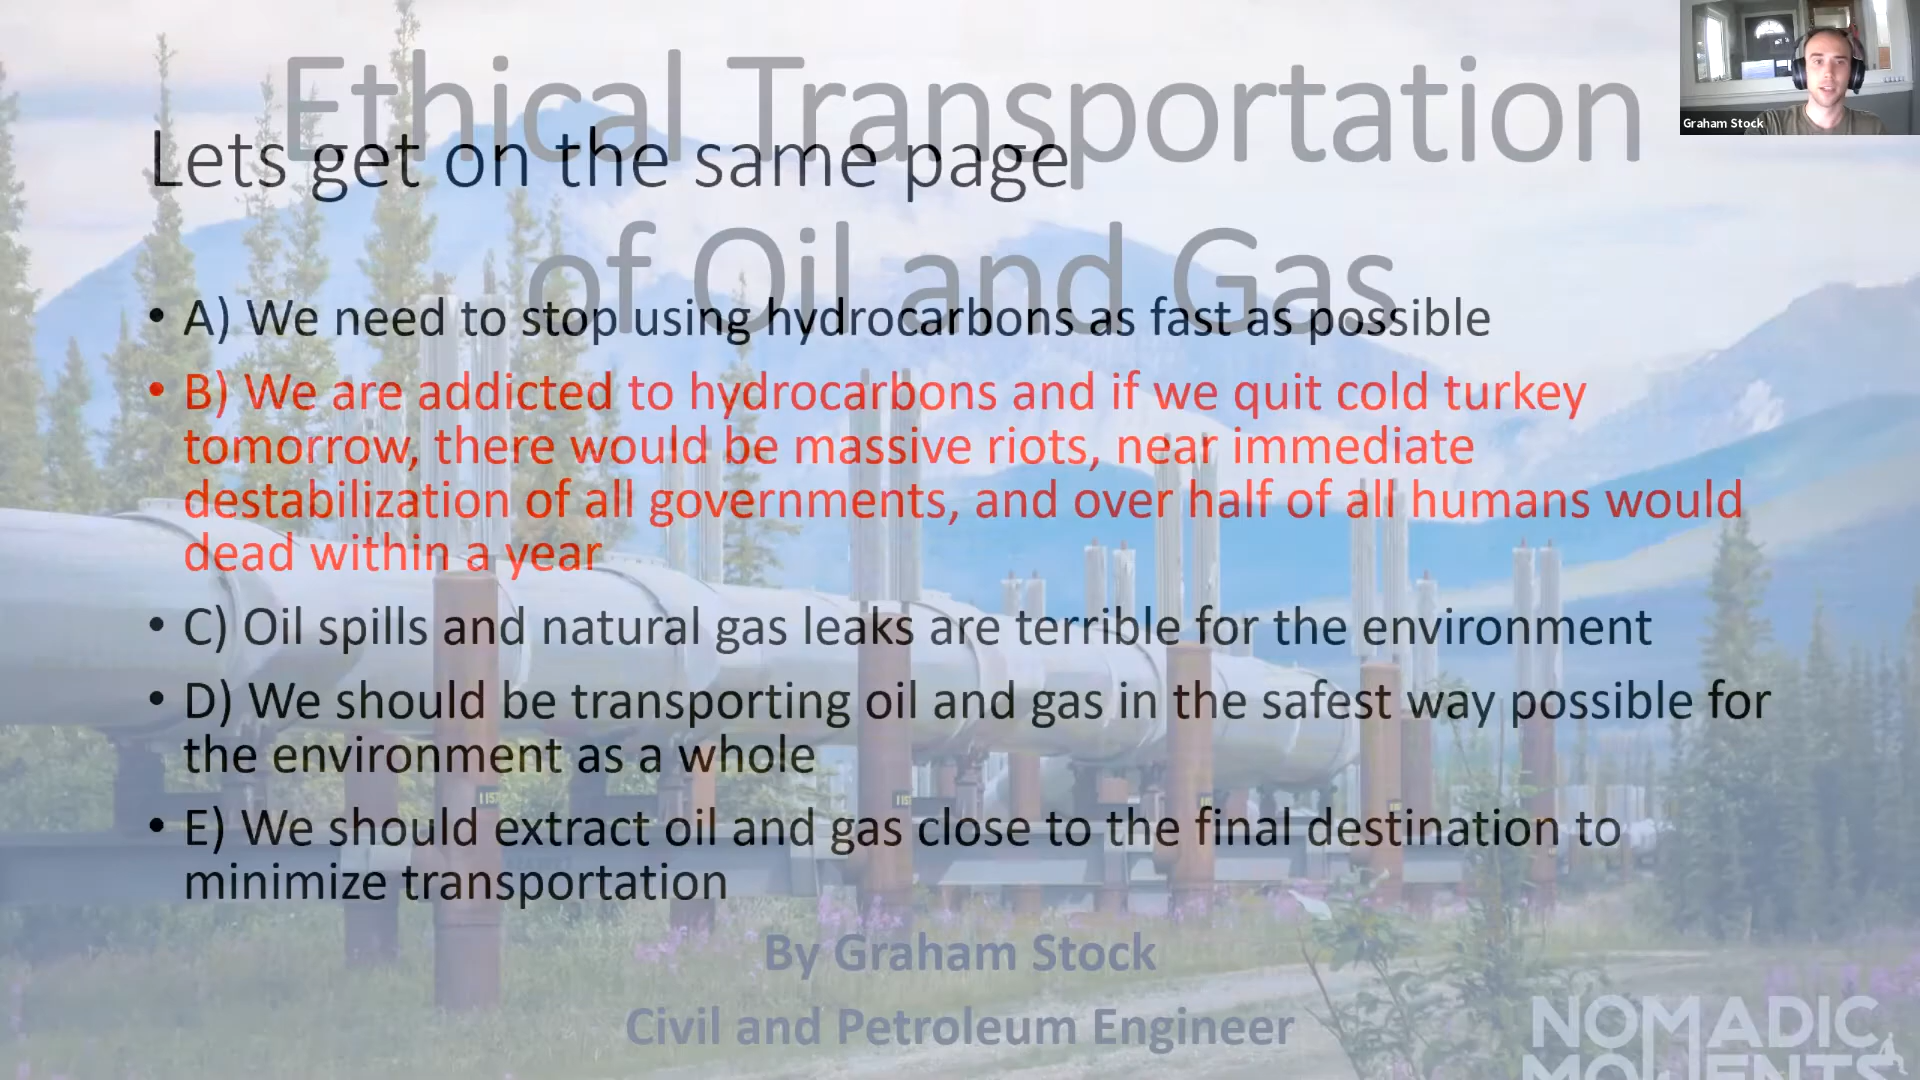 Ethical Transportation
of Oil and Gas
Lets get on the same page
• A) We need to stop using hydrocarbons as fast as possible
• B) We are addicted to hydrocarbons and if we quit cold turkey
tomorrow, there would be massive riots, near immediate
destabilization of all governments, and over half of all humans would
dead within a year
• C) Oil spills and natural gas leaks are terrible for the environment
• D) We should be transporting oil and gas in the safest way possible for
the environment as a whole
• E) We should extract oil and gas close to the final destination to
minimize transportation
By Graham Stock
Civil and Petroleum Engineer
NOMADIC
MOMENTS
Graham Stock